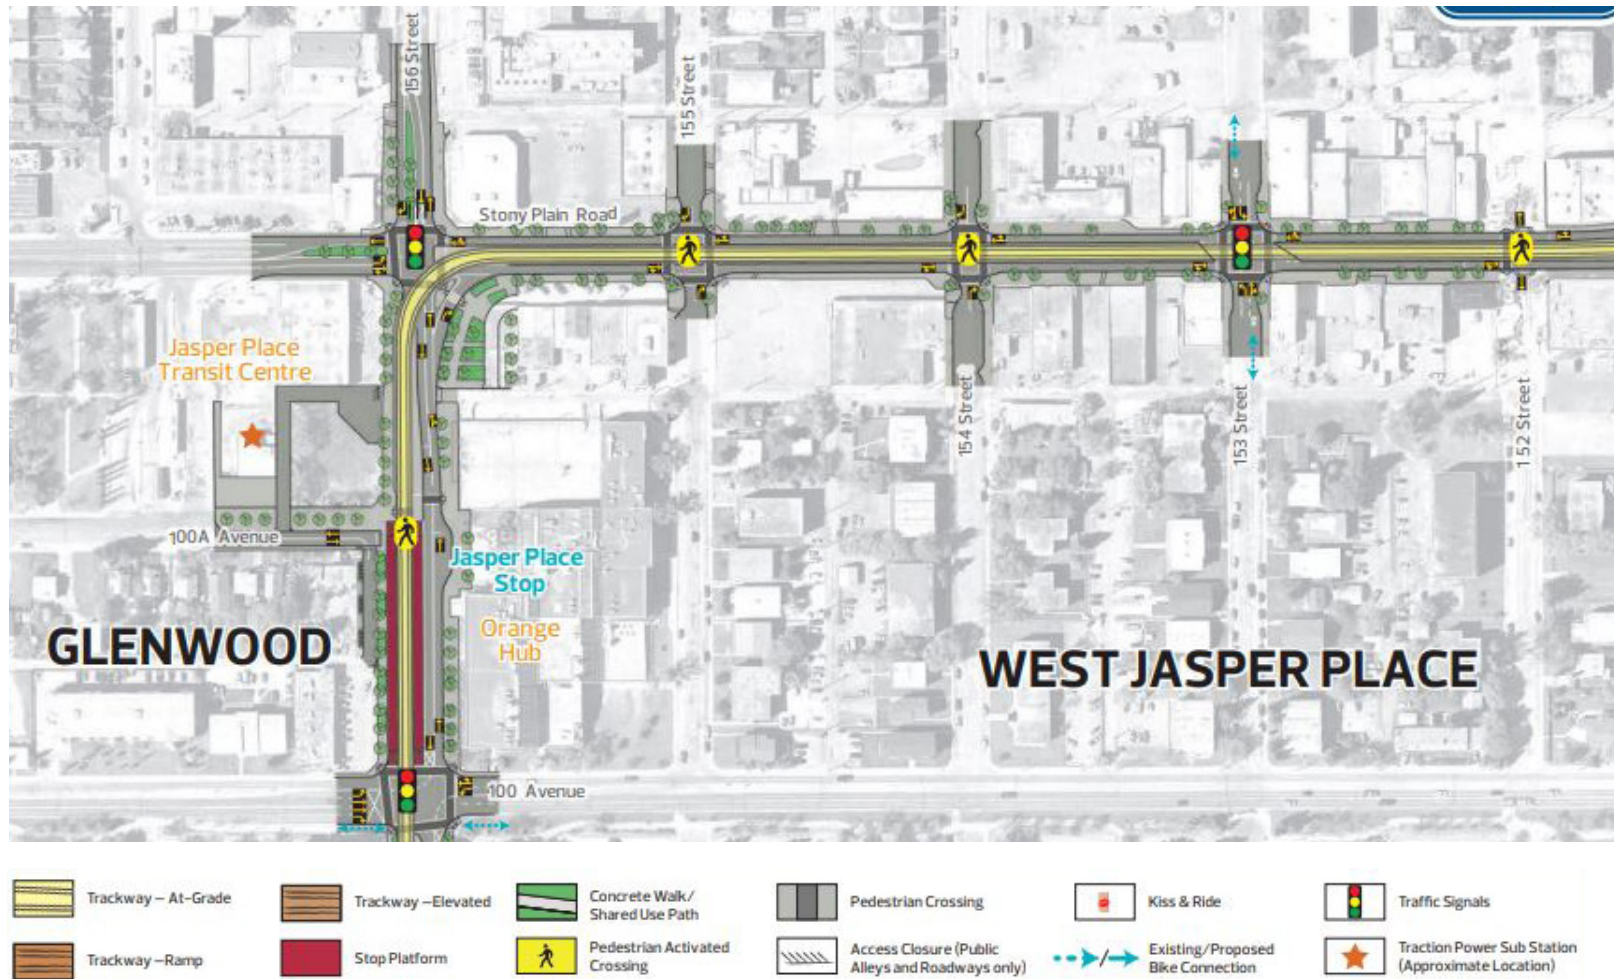 156 Street
155 Street
Stony Plain Road
Jasper Place
Transit Centre
154 Street
153 Street
152 Street
100A Avenue
Jasper Place
Stop
Orange
Hub
GLENWOOD
WEST JASPER PLACE
100 Avenue
Trackway – At-Grade
Trackway –Elevated
Concrete Walk/
Shared Use Path
Pedestrian Crossing
Kiss & Ride
Traffic Signals
Trackway –Ramp
Stop Platform
Pedestrian Activated
Crossing
Access Closure (Public
Alleys and Roadways only)
Existing/Proposed
Bike Connection
Traction Power Sub Station
(Approximate Location)